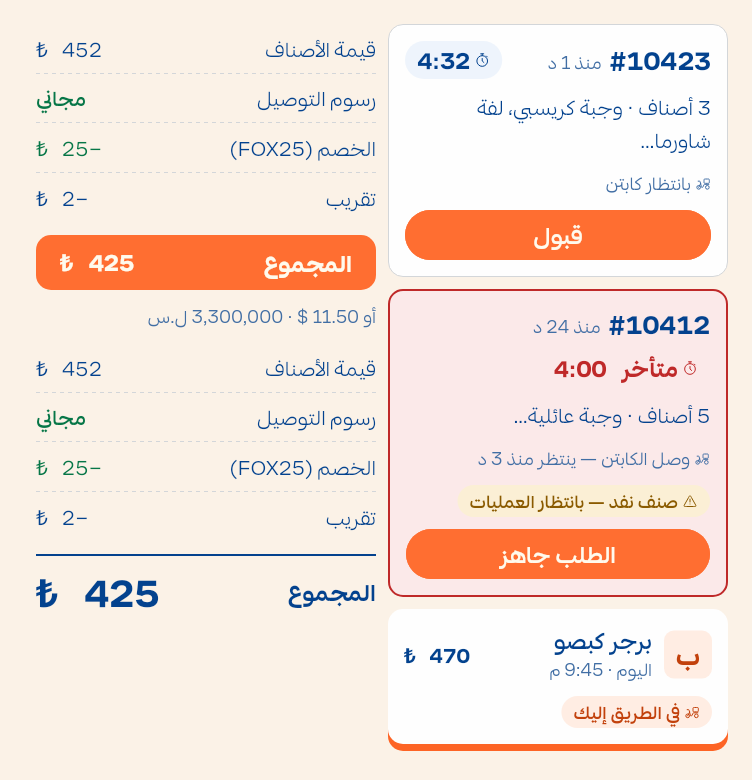 #10423 منذ 1 د 4:32
3 أصناف · وجبة كريسبي، لفة
شاورما...
بانتظار كابتن
قبول
#10412 منذ 24 د
متأخر 4:00
5 أصناف · وجبة عائلية...
وصل الكابتن — ينتظر منذ 3 د
صنف نفد — بانتظار العمليات
الطلب جاهز
ب
برجر كبصو 470 ₺
اليوم · 9:45 م
في الطريق إليك
قيمة الأصناف 452 ₺
رسوم التوصيل مجاني
الخصم (FOX25) −25 ₺
تقريب −2 ₺
المجموع 425 ₺
أو 11.50 $ · 3,300,000 ل.س
قيمة الأصناف 452 ₺
رسوم التوصيل مجاني
الخصم (FOX25) −25 ₺
تقريب −2 ₺
المجموع 425 ₺